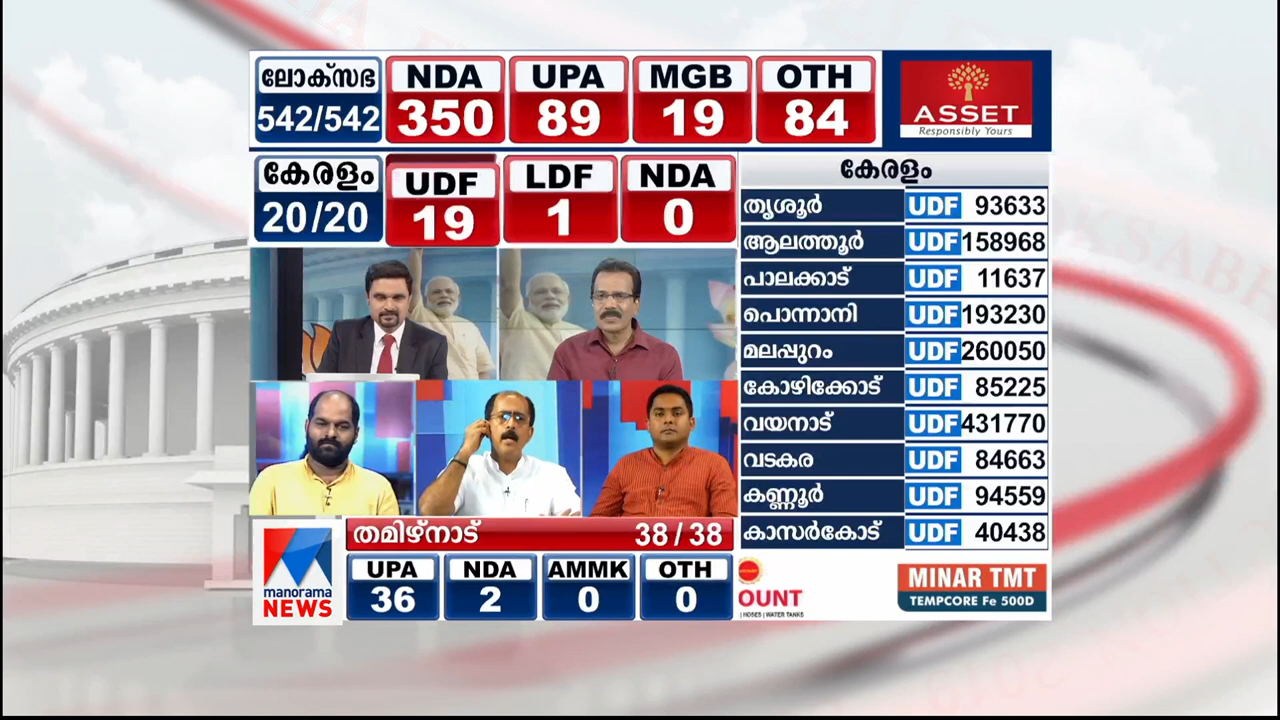 ലോക്സഭ
542/542
NDA
350
UPA
89
MGB
19
OTH
84
ASSET
Responsibly Yours
കേരളം
20/20
UDF
19
LDF
1
NDA
0
കേരളം
തൃശൂർ UDF 93633
ആലത്തൂർ UDF 158968
പാലക്കാട് UDF 11637
പൊന്നാനി UDF 193230
മലപ്പുറം UDF 260050
കോഴിക്കോട് UDF 85225
വയനാട് UDF 431770
വടകര UDF 84663
കണ്ണൂർ UDF 94559
കാസർകോട് UDF 40438
manorama
NEWS
തമിഴ്നാട് 38/38
UPA
36
NDA
2
AMMK
0
OTH
0
OUNT
| HOSES | WATER TANKS
MINAR TMT
TEMPCORE Fe 500D